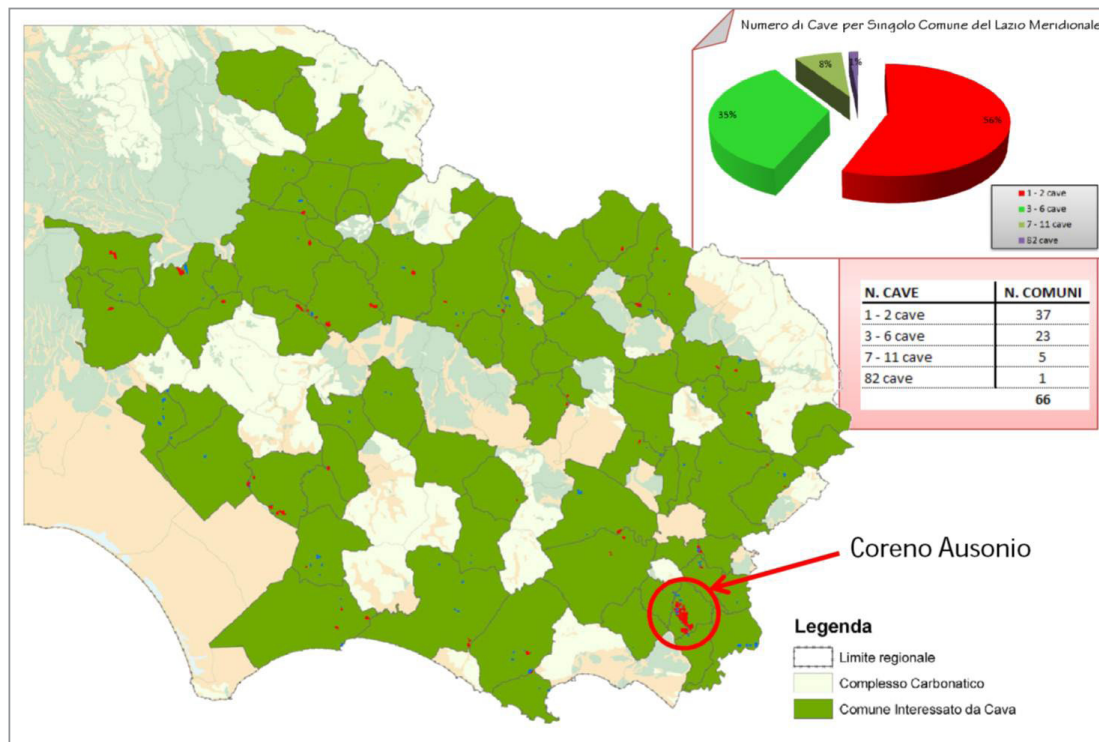 Numero di Cave per Singolo Comune del Lazio Meridionale
8%
1%
35%
56%
1 - 2 cave
3 - 6 cave
7 - 11 cave
82 cave
N. CAVE N. COMUNI
1 - 2 cave 37
3 - 6 cave 23
7 - 11 cave 5
82 cave 1
66
Coreno Ausonio
Legenda
Limite regionale
Complesso Carbonatico
Comune Interessato da Cava